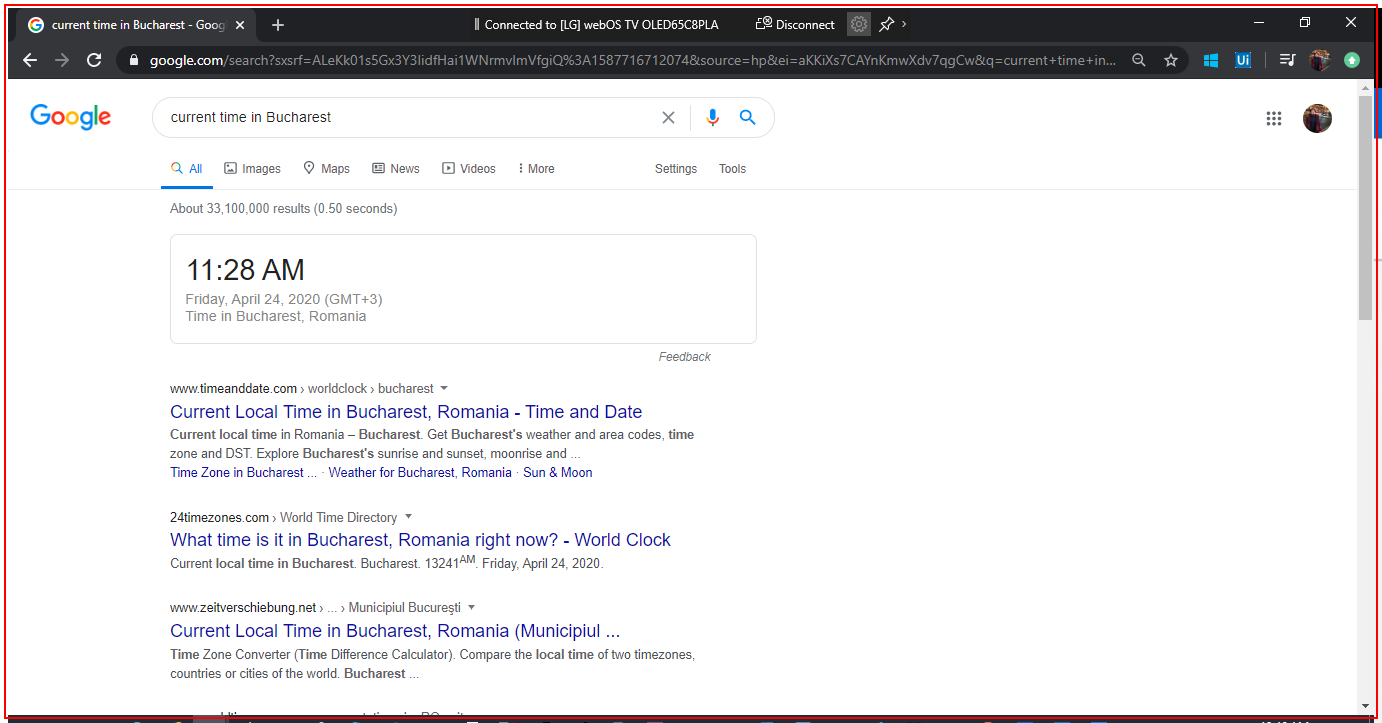 current time in Bucharest - Goog
Connected to [LG] webOS TV OLED65C8PLA
Disconnect
google.com/search?sxsrf=ALeKk01s5Gx3Y3IidfHai1WNrmvImVfgiQ%3A1587716712074&source=hp&ei=aKKiXs7CAYnKmwXdv7qgCw&q=current+time+in...
Ui
Google
current time in Bucharest
All Images Maps News Videos More Settings Tools
About 33,100,000 results (0.50 seconds)
11:28 AM
Friday, April 24, 2020 (GMT+3)
Time in Bucharest, Romania
Feedback
www.timeanddate.com › worldclock › bucharest
Current Local Time in Bucharest, Romania - Time and Date
Current local time in Romania – Bucharest. Get Bucharest's weather and area codes, time
zone and DST. Explore Bucharest's sunrise and sunset, moonrise and ...
Time Zone in Bucharest ... · Weather for Bucharest, Romania · Sun & Moon
24timezones.com › World Time Directory
What time is it in Bucharest, Romania right now? - World Clock
Current local time in Bucharest. Bucharest. 13241AM. Friday, April 24, 2020.
www.zeitverschiebung.net › ... › Municipiul Bucureşti
Current Local Time in Bucharest, Romania (Municipiul ...
Time Zone Converter (Time Difference Calculator). Compare the local time of two timezones,
countries or cities of the world. Bucharest ...